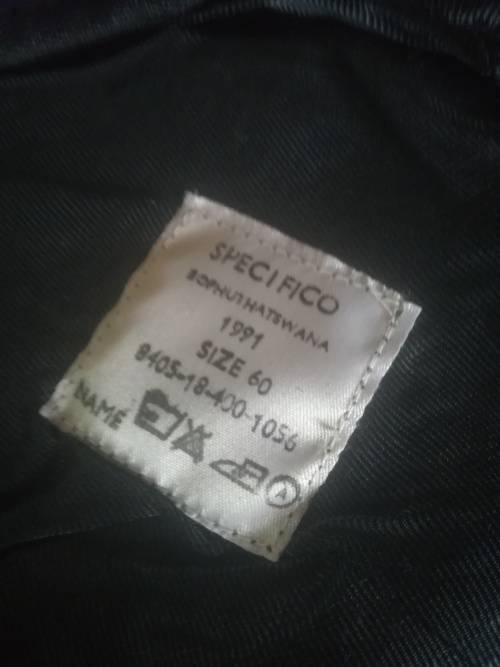 SPECIFICO
BOPHUTHATSWANA
1991
SIZE 60
8405-18-400-1056
NAME
A